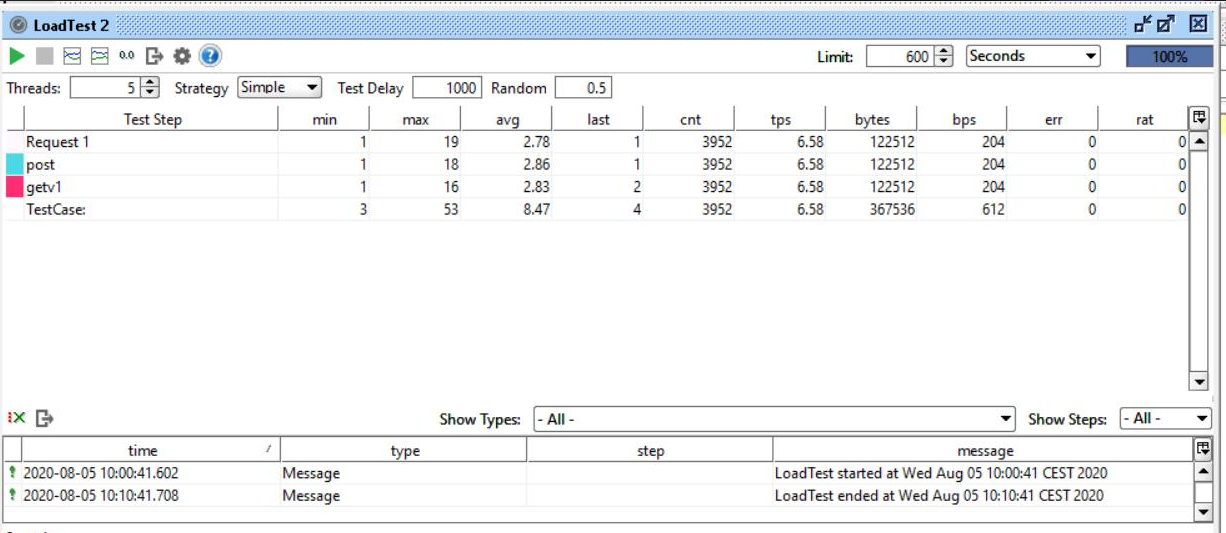 LoadTest 2
0.0 ? Limit: 600 Seconds 100%
Threads: 5 Strategy Simple Test Delay 1000 Random 0.5
Test Step min max avg last cnt tps bytes bps err rat
Request 1 1 19 2.78 1 3952 6.58 122512 204 0 0
post 1 18 2.86 1 3952 6.58 122512 204 0 0
getv1 1 16 2.83 2 3952 6.58 122512 204 0 0
TestCase: 3 53 8.47 4 3952 6.58 367536 612 0 0
Show Types: - All - Show Steps: - All -
time type step message
2020-08-05 10:00:41.602 Message LoadTest started at Wed Aug 05 10:00:41 CEST 2020
2020-08-05 10:10:41.708 Message LoadTest ended at Wed Aug 05 10:10:41 CEST 2020